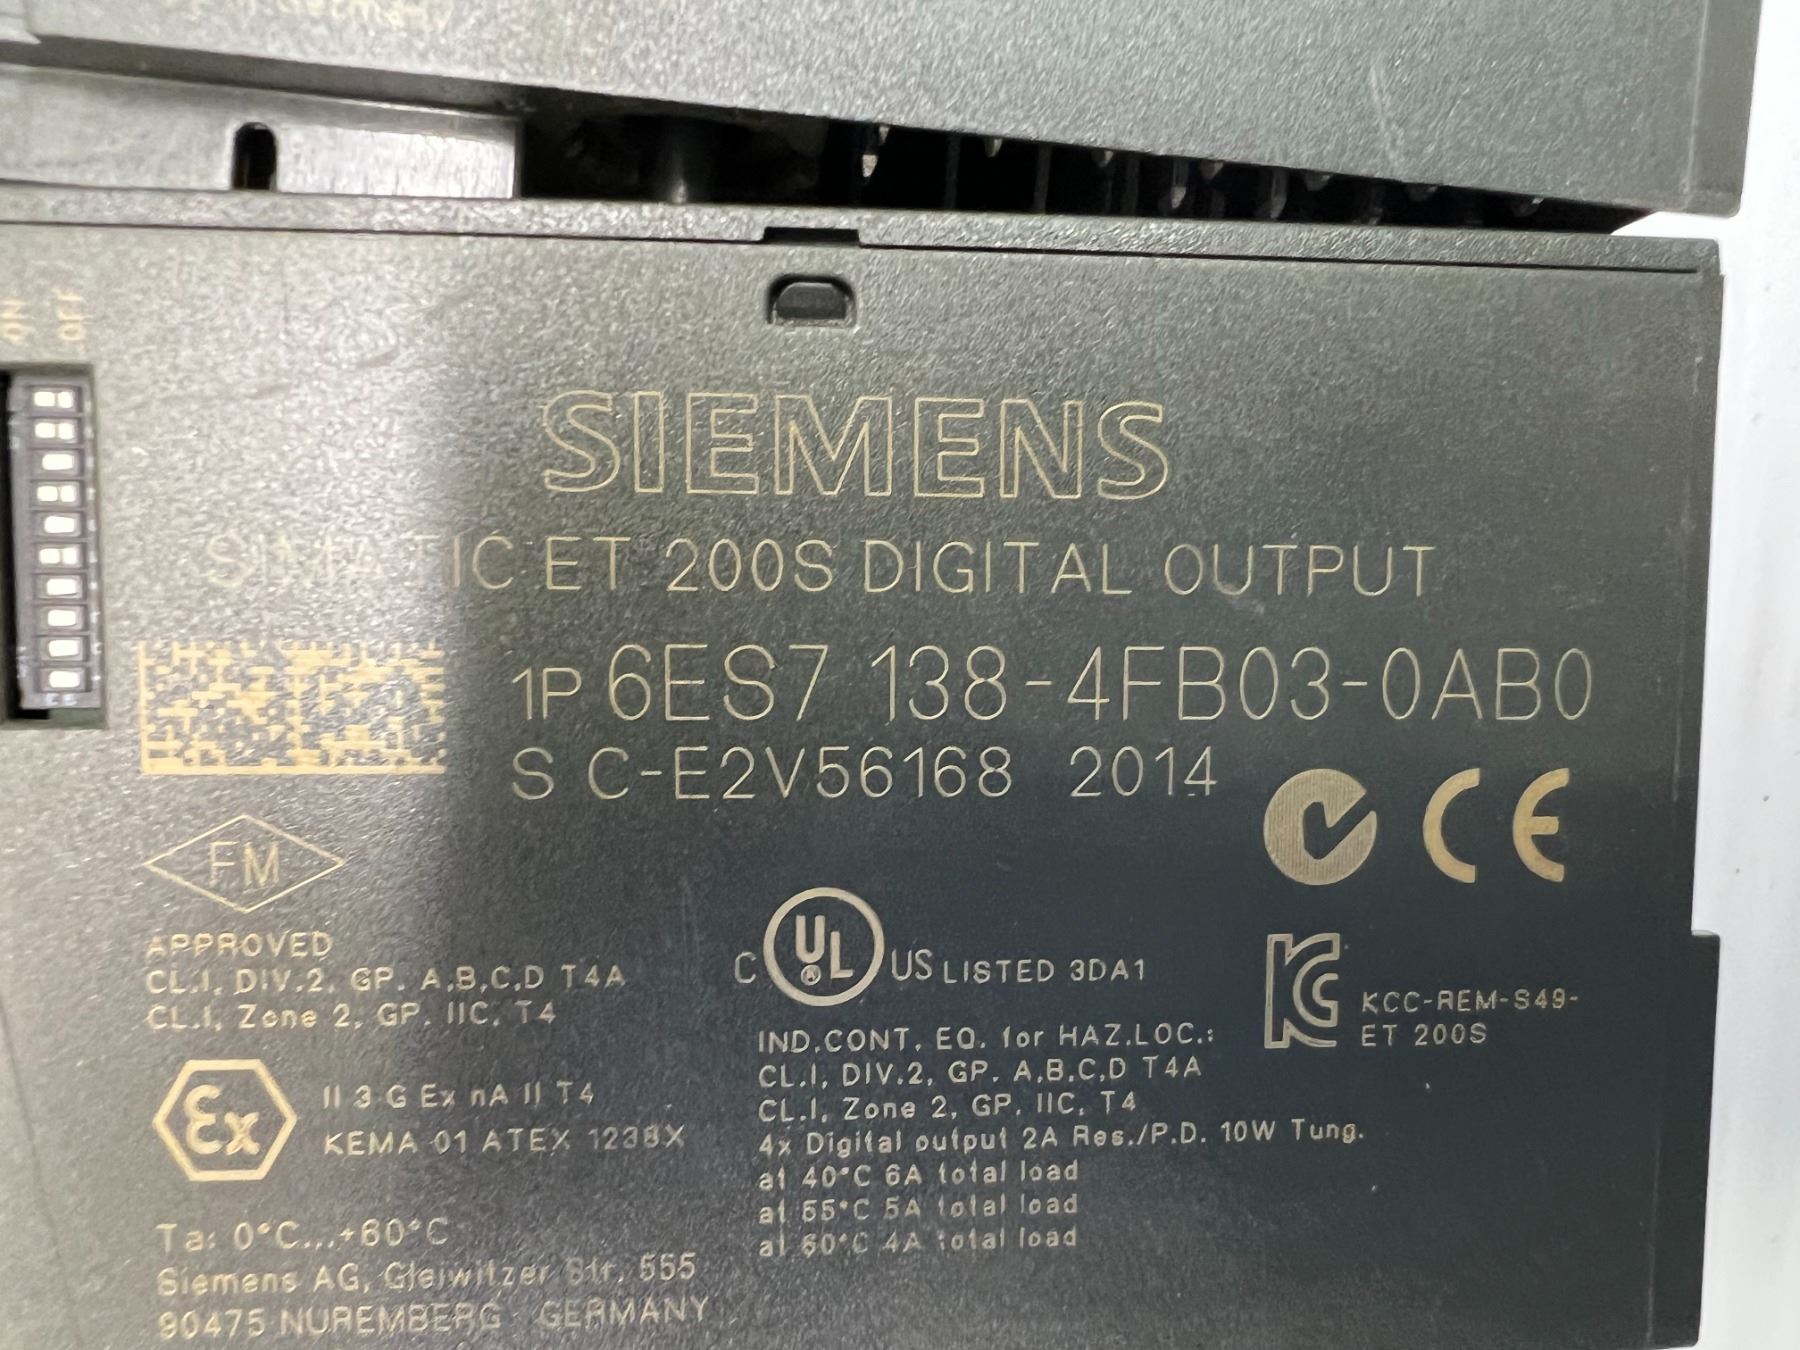 ON OFF
SIEMENS
SIMATIC ET 200S DIGITAL OUTPUT
1P 6ES7 138-4FB03-0AB0
S C-E2V56168 2014
CE
FM
APPROVED
CL.I, DIV.2, GP. A,B,C,D T4A
CL.I, Zone 2, GP. IIC, T4
C UL US LISTED 3DA1
IND.CONT. EQ. for HAZ.LOC.:
CL.I, DIV.2, GP. A,B,C,D T4A
CL.I, Zone 2, GP. IIC, T4
4x Digital output 2A Res./P.D. 10W Tung.
at 40°C 6A total load
at 55°C 5A total load
at 60°C 4A total load
KC KCC-REM-S49-
ET 200S
Ex II 3 G Ex nA II T4
KEMA 01 ATEX 1238X
Ta: 0°C...+60°C
Siemens AG, Gleiwitzer Str. 555
90475 NUREMBERG GERMANY